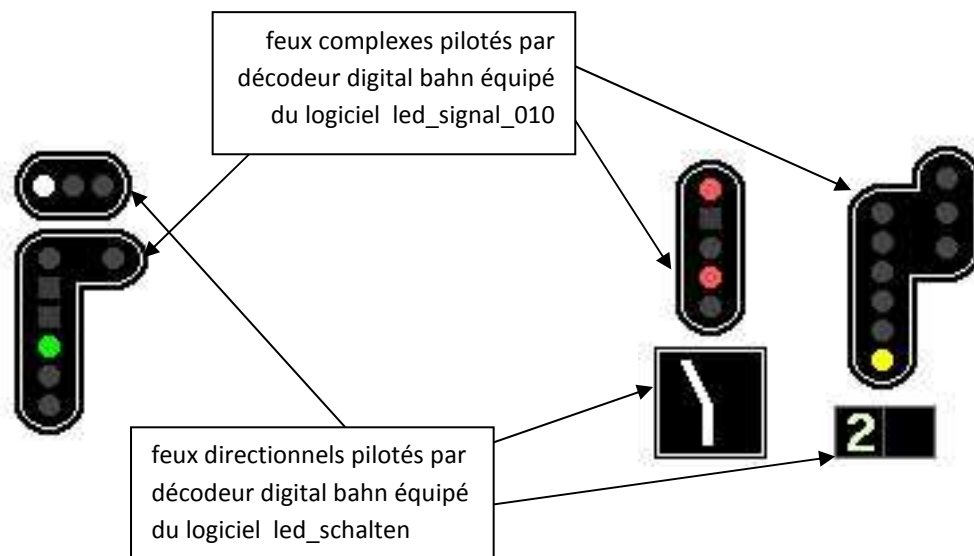 feux complexes pilotés par
décodeur digital bahn équipé
du logiciel led_signal_010
2
feux directionnels pilotés par
décodeur digital bahn équipé
du logiciel led_schalten